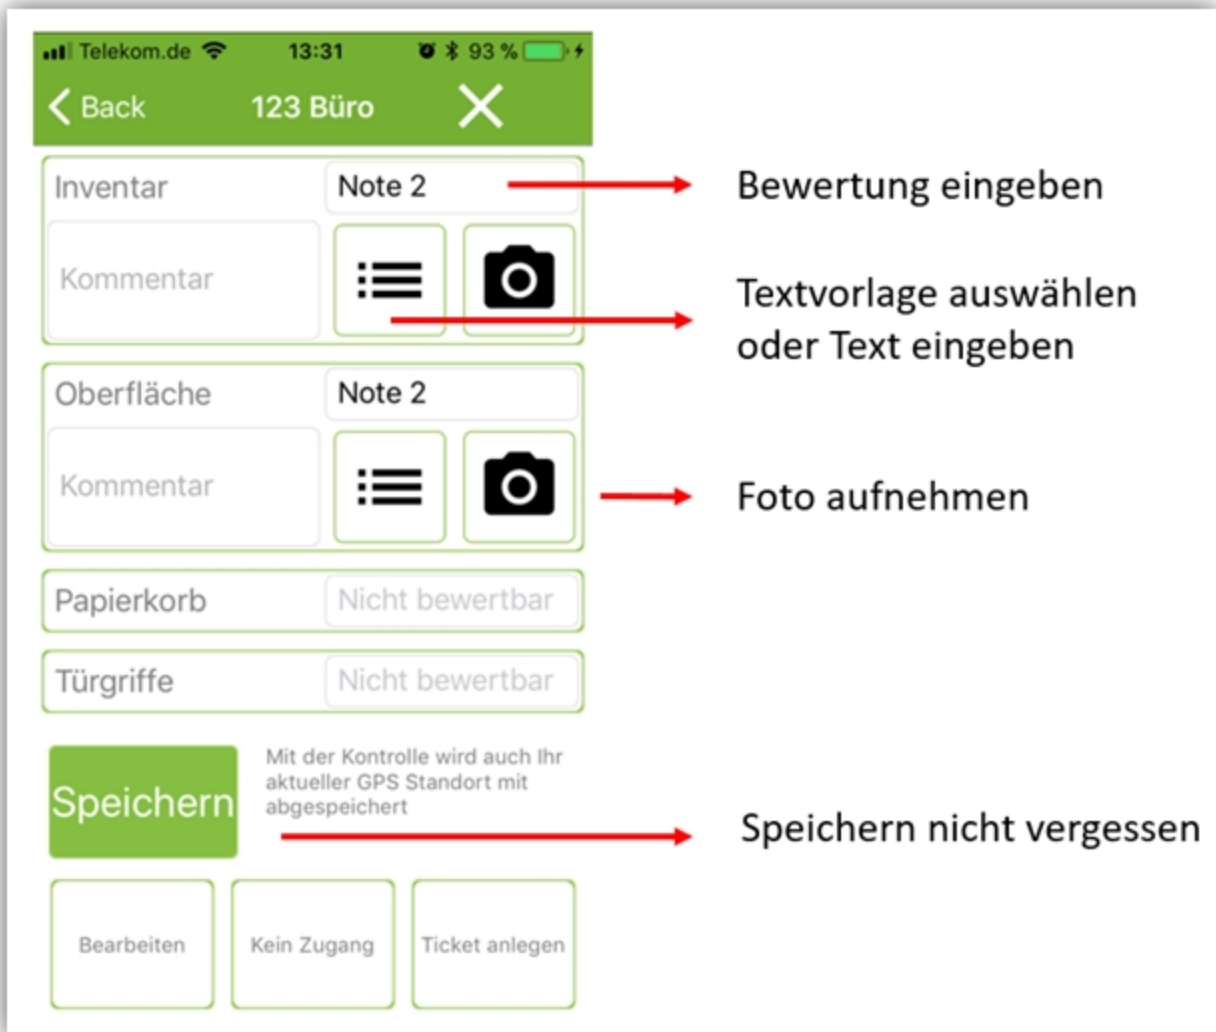 Telekom.de 13:31 93 %
Back 123 Büro
Inventar Note 2
Bewertung eingeben
Kommentar
Textvorlage auswählen
oder Text eingeben
Oberfläche Note 2
Kommentar
Foto aufnehmen
Papierkorb Nicht bewertbar
Türgriffe Nicht bewertbar
Speichern
Mit der Kontrolle wird auch Ihr
aktueller GPS Standort mit
abgespeichert
Speichern nicht vergessen
Bearbeiten Kein Zugang Ticket anlegen